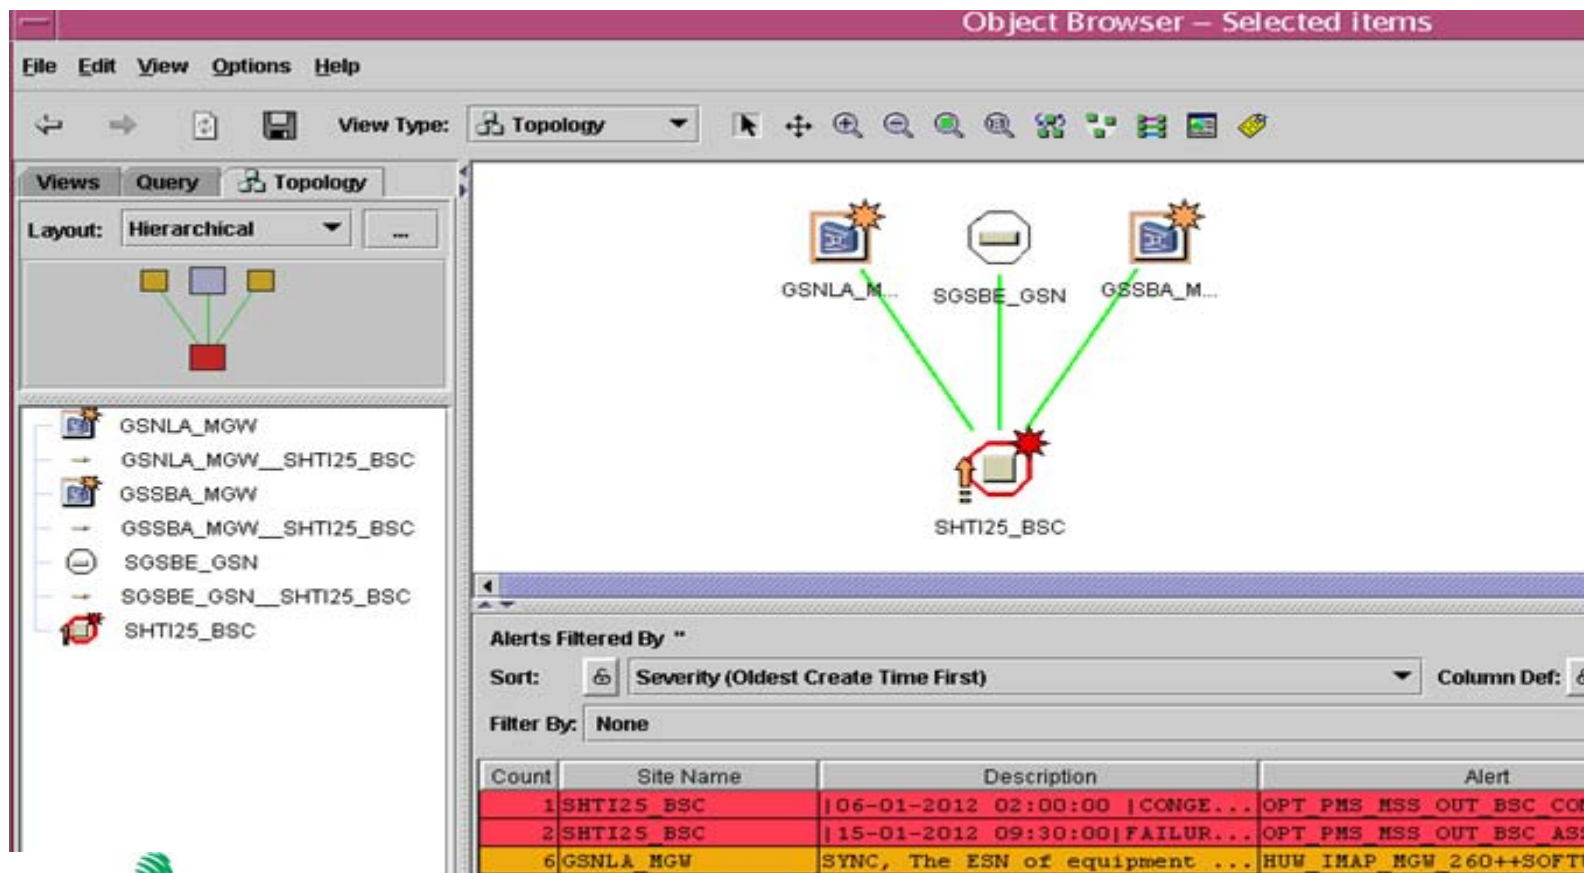 Object Browser – Selected items
File Edit View Options Help
View Type: Topology
Views Query Topology
Layout: Hierarchical ...
GSNLA_M... SGSBE_GSN GSSBA_M...
SHTI25_BSC
GSNLA_MGW
GSNLA_MGW__SHTI25_BSC
GSSBA_MGW
GSSBA_MGW__SHTI25_BSC
SGSBE_GSN
SGSBE_GSN__SHTI25_BSC
SHTI25_BSC
Alerts Filtered By "
Sort: Severity (Oldest Create Time First) Column Def:
Filter By: None
Count Site Name Description Alert
1 SHTI25_BSC |06-01-2012 02:00:00 |CONGE... OPT_PMS_MSS_OUT_BSC_CON
2 SHTI25_BSC |15-01-2012 09:30:00|FAILUR... OPT_PMS_MSS_OUT_BSC_ASS
6 GSNLA_MGW SYNC, The ESN of equipment ... HUW_IMAP_MGW_260++SOFTW